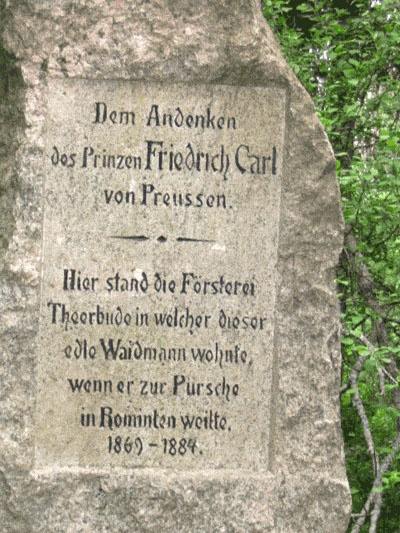 Dem Andenken
des Prinzen Friedrich Carl
von Preussen.
Hier stand die Försterei
Theerbude in welcher dieser
edle Waidmann wohnte,
wenn er zur Pürsche
in Rominten weilte.
1869 - 1884.